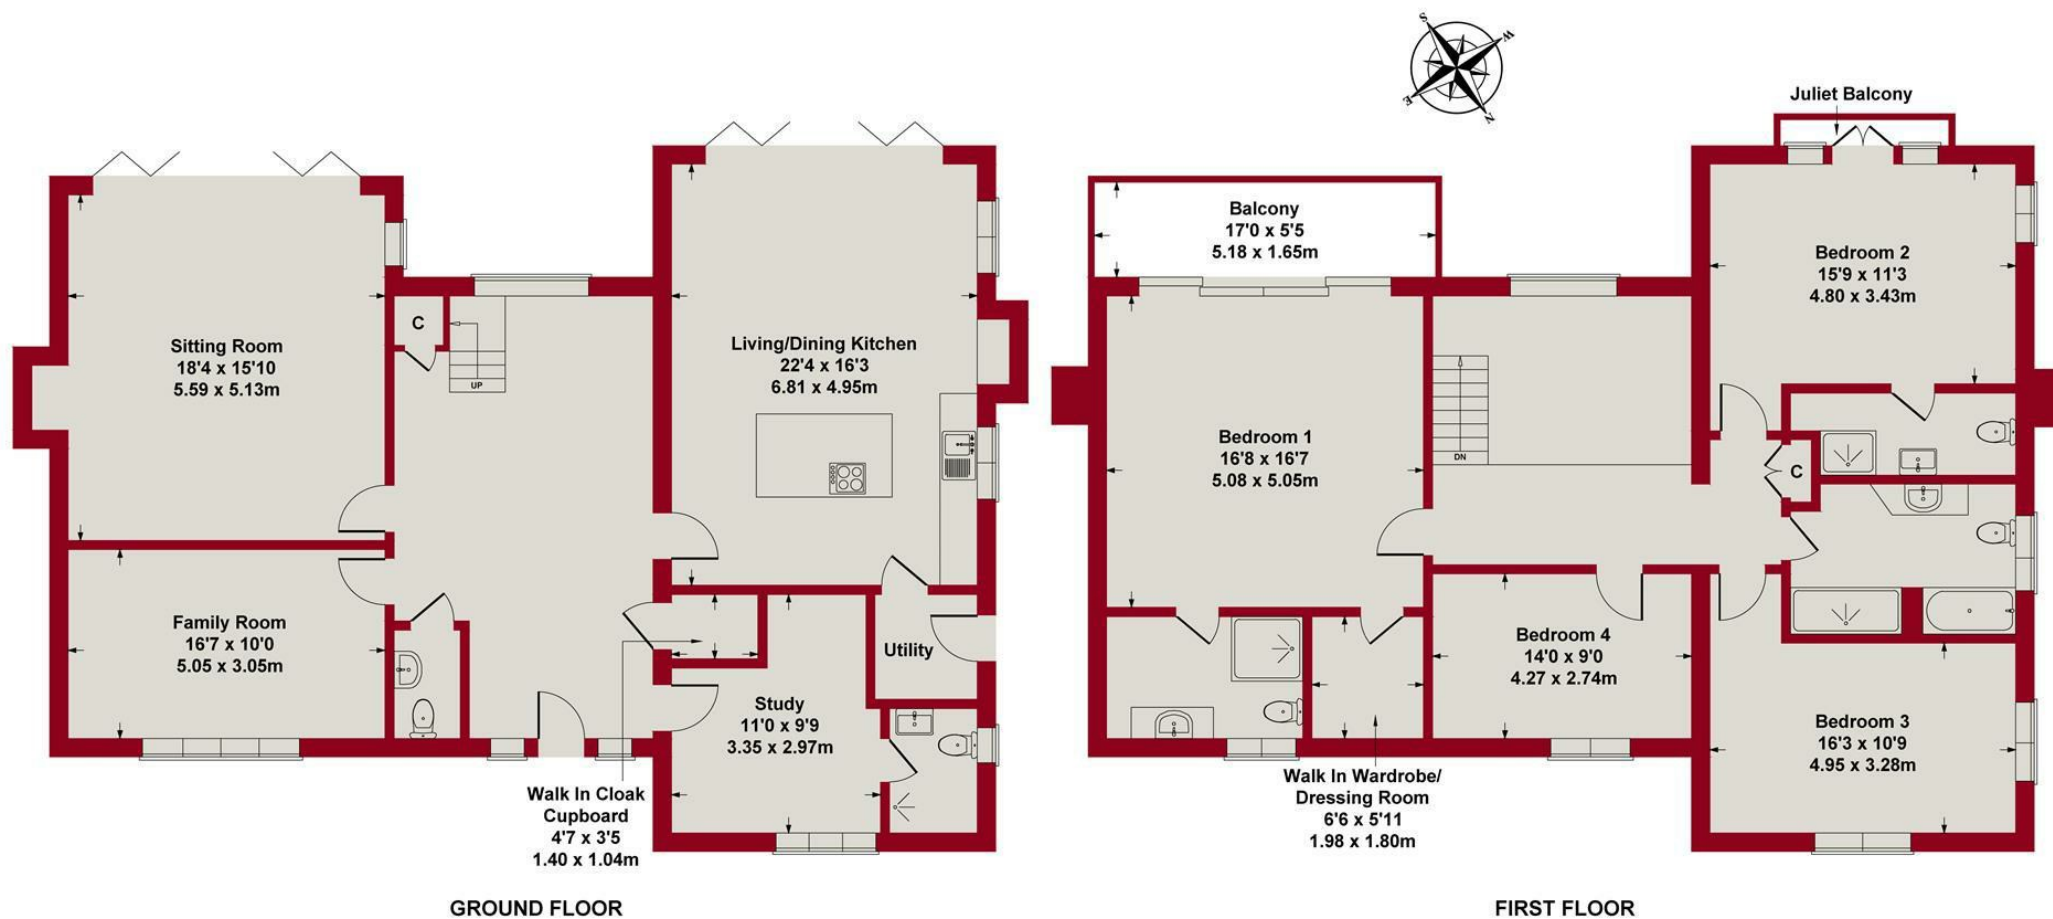 Sitting Room
18'4 x 15'10
5.59 x 5.13m
C
UP
Living/Dining Kitchen
22'4 x 16'3
6.81 x 4.95m
Family Room
16'7 x 10'0
5.05 x 3.05m
Utility
Study
11'0 x 9'9
3.35 x 2.97m
Walk In Cloak
Cupboard
4'7 x 3'5
1.40 x 1.04m
GROUND FLOOR
S
W
E
N
Juliet Balcony
Balcony
17'0 x 5'5
5.18 x 1.65m
Bedroom 2
15'9 x 11'3
4.80 x 3.43m
Bedroom 1
16'8 x 16'7
5.08 x 5.05m
DN
C
Bedroom 4
14'0 x 9'0
4.27 x 2.74m
Bedroom 3
16'3 x 10'9
4.95 x 3.28m
Walk In Wardrobe/
Dressing Room
6'6 x 5'11
1.98 x 1.80m
FIRST FLOOR